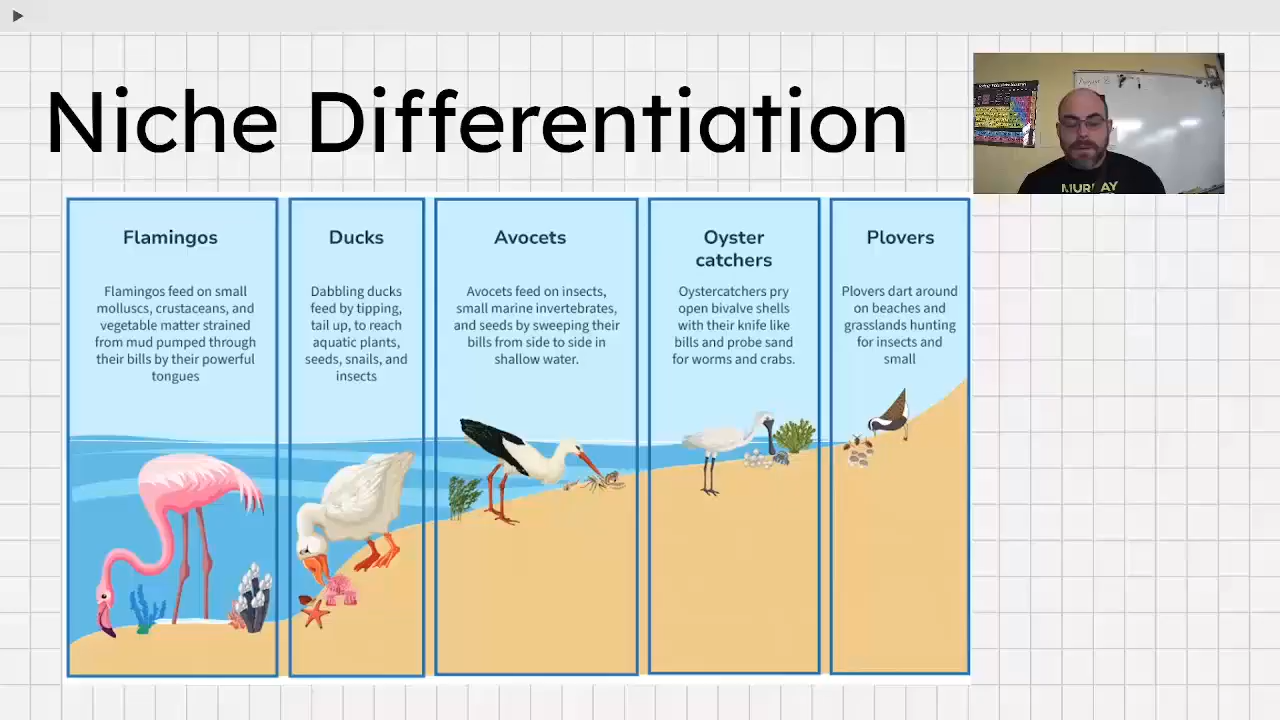 Niche Differentiation
MURRAY
Flamingos
Flamingos feed on small
molluscs, crustaceans, and
vegetable matter strained
from mud pumped through
their bills by their powerful
tongues
Ducks
Dabbling ducks
feed by tipping,
tail up, to reach
aquatic plants,
seeds, snails, and
insects
Avocets
Avocets feed on insects,
small marine invertebrates,
and seeds by sweeping their
bills from side to side in
shallow water.
Oyster
catchers
Oystercatchers pry
open bivalve shells
with their knife like
bills and probe sand
for worms and crabs.
Plovers
Plovers dart around
on beaches and
grasslands hunting
for insects and
small